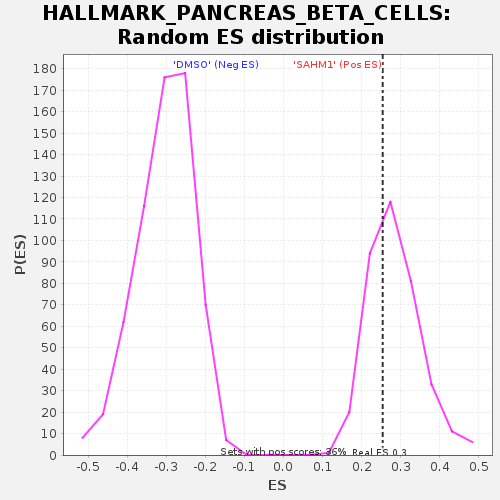 HALLMARK_PANCREAS_BETA_CELLS:
Random ES distribution
'DMSO' (Neg ES) 'SAHM1' (Pos ES)
180
170
160
150
140
130
120
110
100
90
80
70
60
50
40
30
20
10
0
P(ES)
Sets with pos scores: 36% Real ES 0.3
-0.5 -0.4 -0.3 -0.2 -0.1 0.0 0.1 0.2 0.3 0.4 0.5
ES